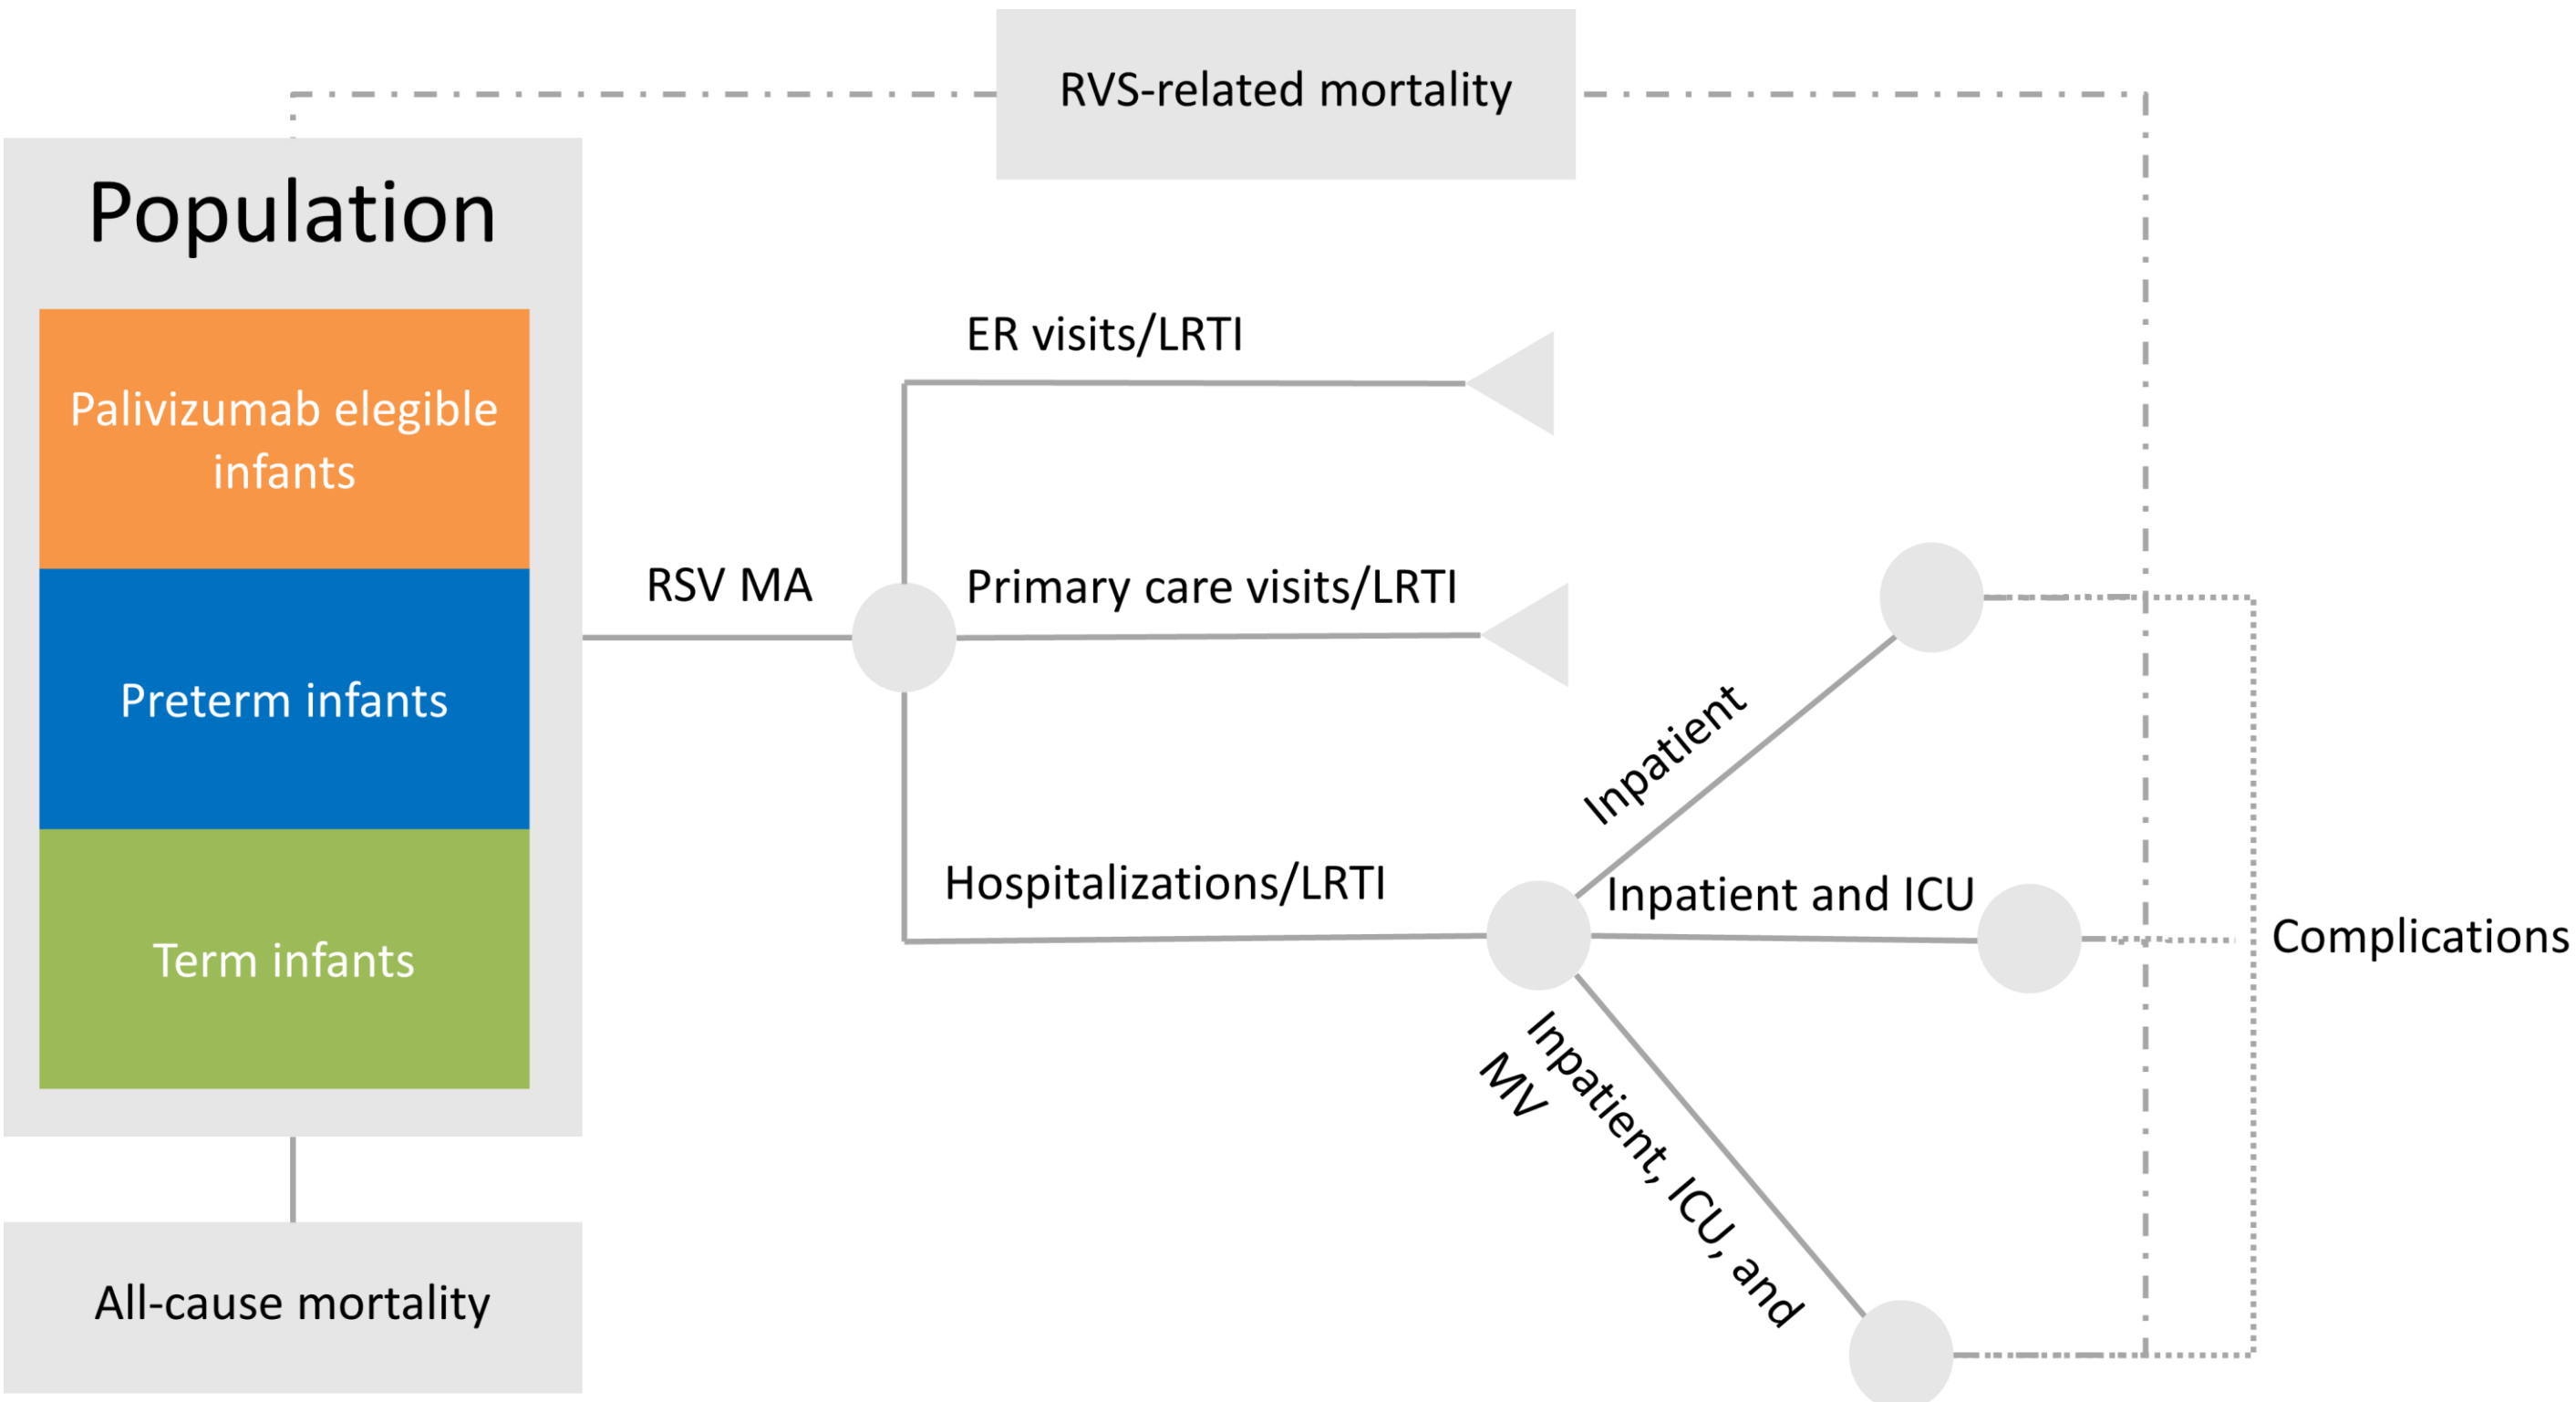 RVS-related mortality
Population
Palivizumab elegible
infants
Preterm infants
Term infants
All-cause mortality
RSV MA
ER visits/LRTI
Primary care visits/LRTI
Hospitalizations/LRTI
Inpatient
Inpatient and ICU
Inpatient, ICU, and
MV
Complications